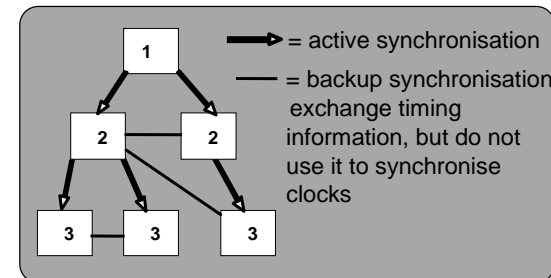 1
= active synchronisation
= backup synchronisation
exchange timing
2 2
information, but do not
use it to synchronise
clocks
3 3 3